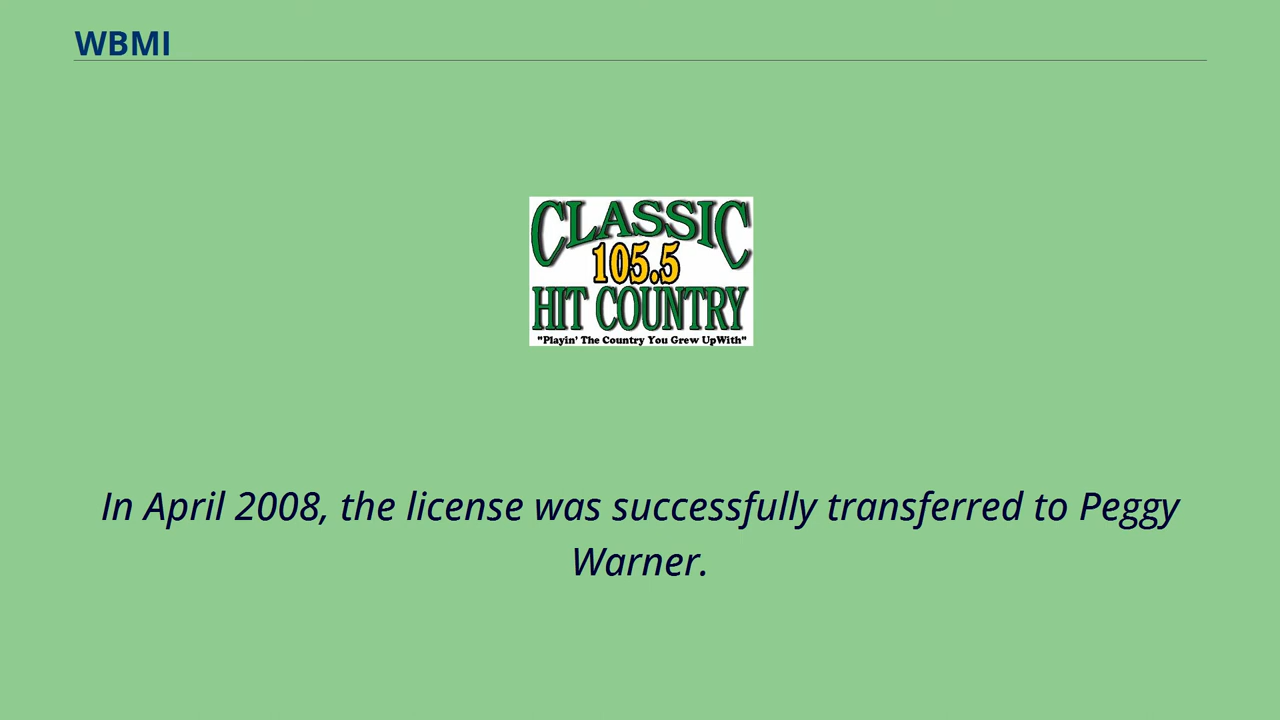 WBMI
CLASSIC
105.5
HIT COUNTRY
"Playin' The Country You Grew UpWith"
In April 2008, the license was successfully transferred to Peggy
Warner.